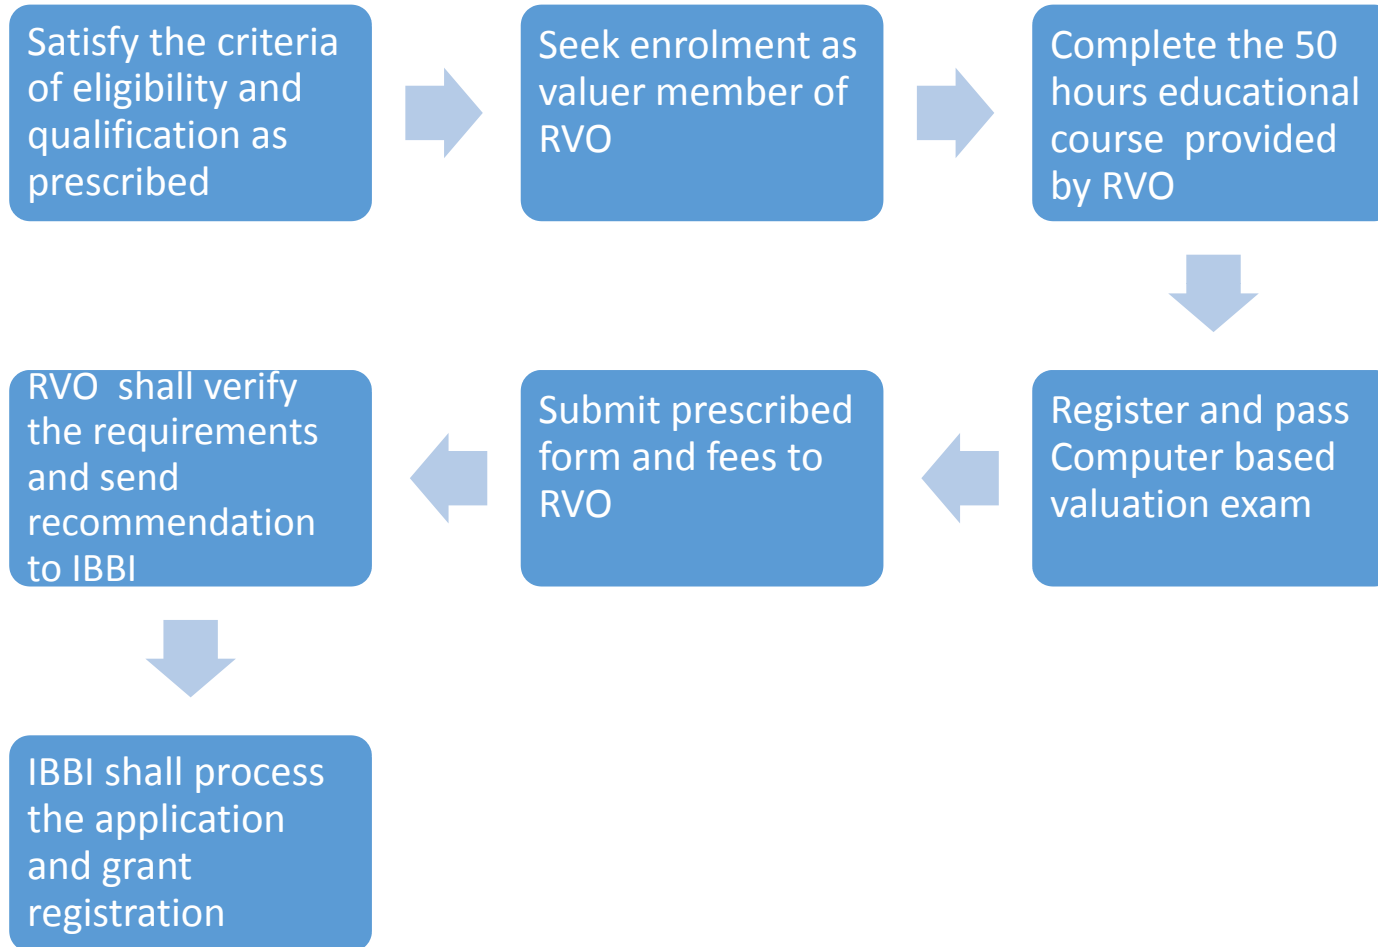 Satisfy the criteria
of eligibility and
qualification as
prescribed
Seek enrolment as
valuer member of
RVO
Complete the 50
hours educational
course  provided
by RVO
Register and pass
Computer based
valuation exam
Submit prescribed
form and fees to
RVO
RVO  shall verify
the requirements
and send
recommendation
to IBBI
IBBI shall process
the application
and grant
registration